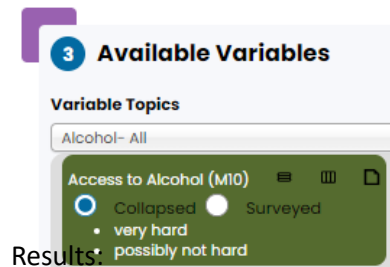 3 Available Variables
Variable Topics
Alcohol- All
Access to Alcohol (M10)
Collapsed Surveyed
• very hard
• possibly not hard
Results: